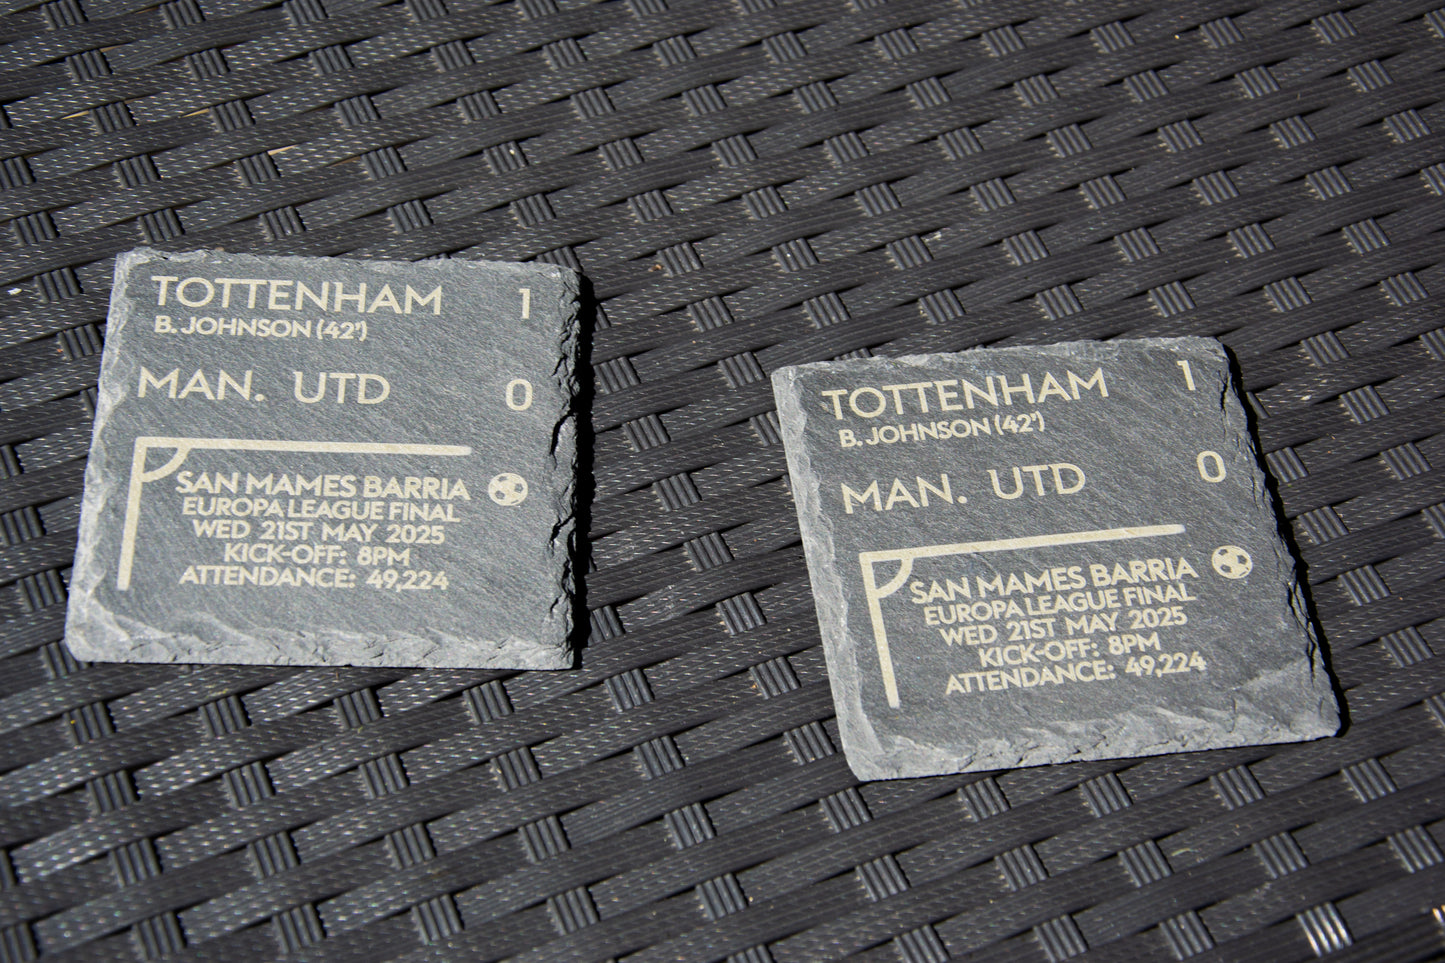 TOTTENHAM 1
B. JOHNSON (42')
MAN. UTD 0
SAN MAMES BARRIA
EUROPA LEAGUE FINAL
WED 21ST MAY 2025
KICK-OFF: 8PM
ATTENDANCE: 49,224
TOTTENHAM 1
B. JOHNSON (42')
MAN. UTD 0
SAN MAMES BARRIA
EUROPA LEAGUE FINAL
WED 21ST MAY 2025
KICK-OFF: 8PM
ATTENDANCE: 49,224